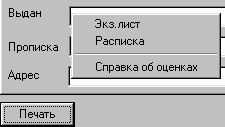 Выдан
Экз.лист
Расписка
Прописка
Справка об оценках
Адрес
Печать